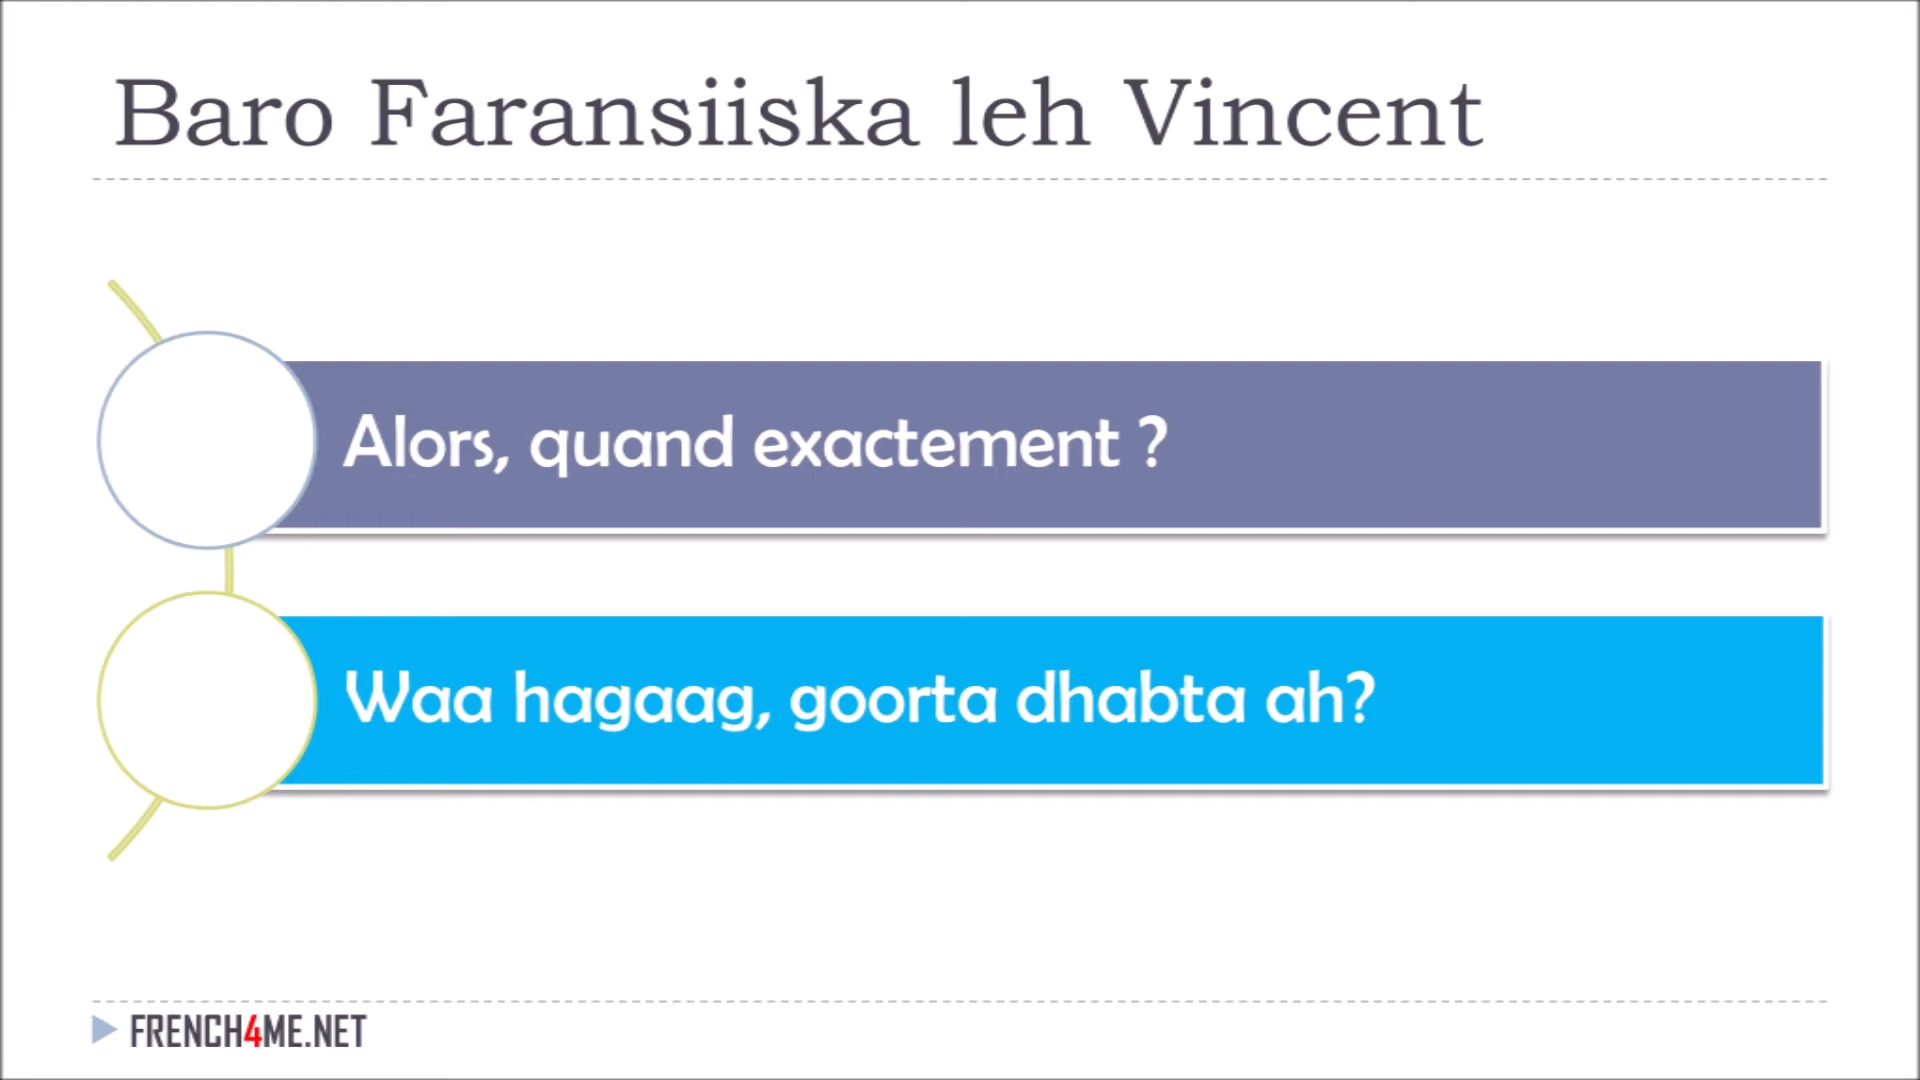 Baro Faransiiska leh Vincent
Alors, quand exactement ?
Waa hagaag, goorta dhabta ah?
FRENCH4ME.NET